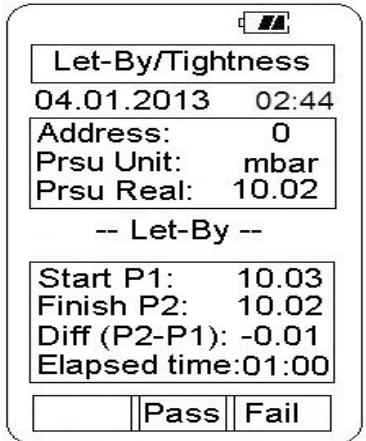 Let-By/Tightness
04.01.2013 02:44
Address: 0
Prsu Unit: mbar
Prsu Real: 10.02
-- Let-By --
Start P1: 10.03
Finish P2: 10.02
Diff (P2-P1): -0.01
Elapsed time:01:00
Pass Fail